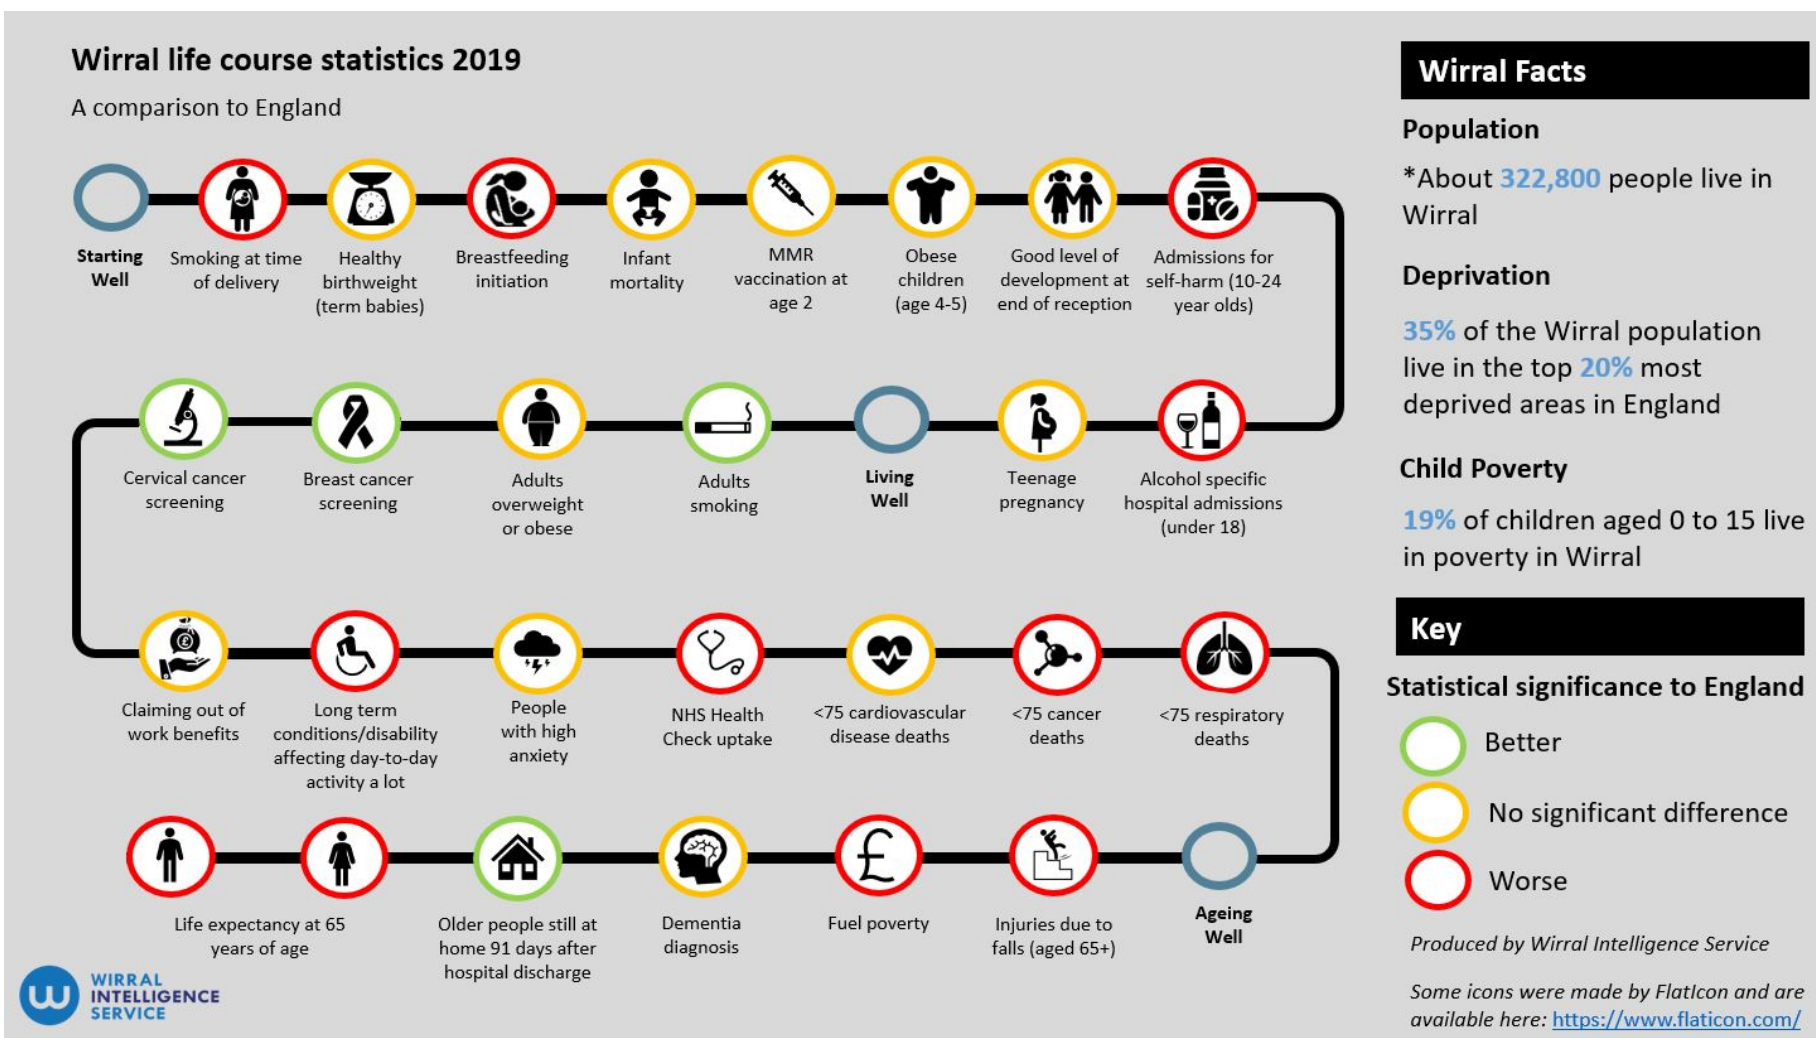 Wirral life course statistics 2019
A comparison to England
Starting
Well
Smoking at time
of delivery
Healthy
birthweight
(term babies)
Breastfeeding
initiation
Infant
mortality
MMR
vaccination at
age 2
Obese
children
(age 4-5)
Good level of
development at
end of reception
Admissions for
self-harm (10-24
year olds)
Cervical cancer
screening
Breast cancer
screening
Adults
overweight
or obese
Adults
smoking
Living
Well
Teenage
pregnancy
Alcohol specific
hospital admissions
(under 18)
£
Claiming out of
work benefits
Long term
conditions/disability
affecting day-to-day
activity a lot
People
with high
anxiety
NHS Health
Check uptake
<75 cardiovascular
disease deaths
<75 cancer
deaths
<75 respiratory
deaths
Life expectancy at 65
years of age
Older people still at
home 91 days after
hospital discharge
Dementia
diagnosis
£
Fuel poverty
Injuries due to
falls (aged 65+)
Ageing
Well
WIRRAL
INTELLIGENCE
SERVICE
Wirral Facts
Population
*About 322,800 people live in
Wirral
Deprivation
35% of the Wirral population
live in the top 20% most
deprived areas in England
Child Poverty
19% of children aged 0 to 15 live
in poverty in Wirral
Key
Statistical significance to England
Better
No significant difference
Worse
Produced by Wirral Intelligence Service
Some icons were made by FlatIcon and are
available here: https://www.flaticon.com/